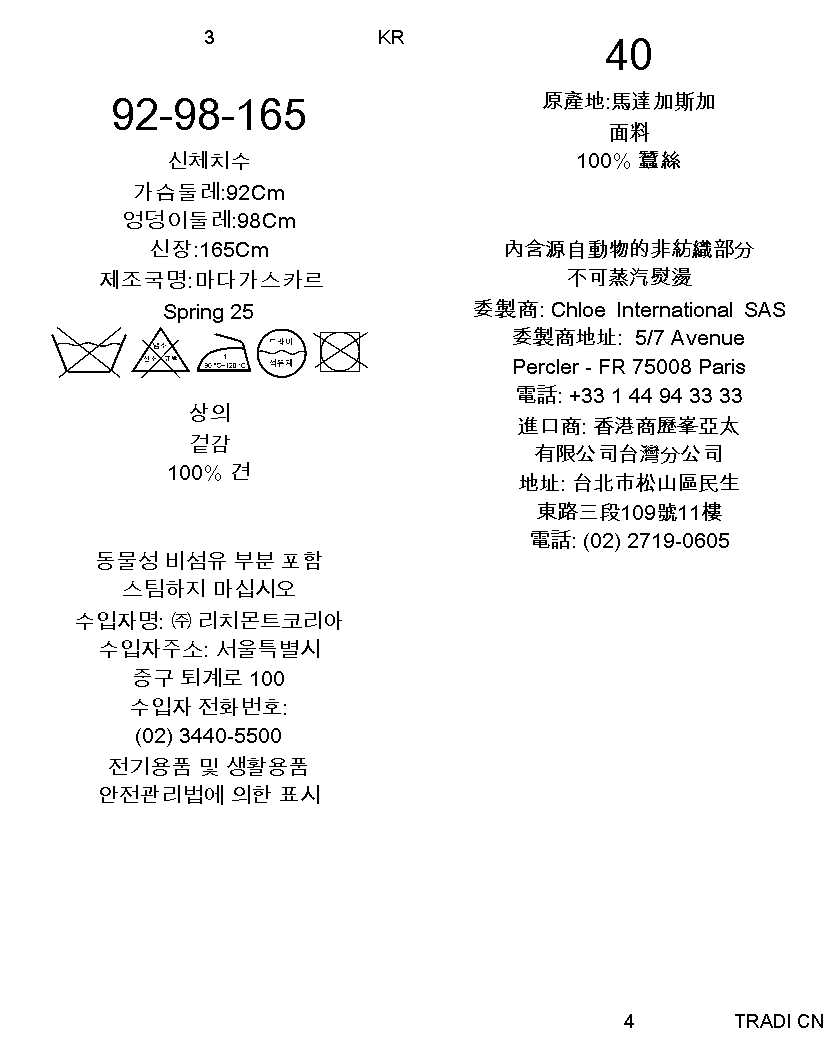 3 KR
92-98-165
신체치수
가슴둘레:92Cm
엉덩이둘레:98Cm
신장:165Cm
제조국명:마다가스카르
Spring 25
염소
산소 표백
1
80 ℃~120 ℃
드라이
석유계
상의
겉감
100% 견
동물성 비섬유 부분 포함
스팀하지 마십시오
수입자명: ㈜ 리치몬트코리아
수입자주소: 서울특별시
중구 퇴계로 100
수입자 전화번호:
(02) 3440-5500
전기용품 및 생활용품
안전관리법에 의한 표시
40
原產地:馬達加斯加
面料
100% 蠶絲
內含源自動物的非紡織部分
不可蒸汽熨燙
委製商: Chloe International SAS
委製商地址: 5/7 Avenue
Percler - FR 75008 Paris
電話: +33 1 44 94 33 33
進口商: 香港商歷峯亞太
有限公司台灣分公司
地址: 台北市松山區民生
東路三段109號11樓
電話: (02) 2719-0605
4 TRADI CN